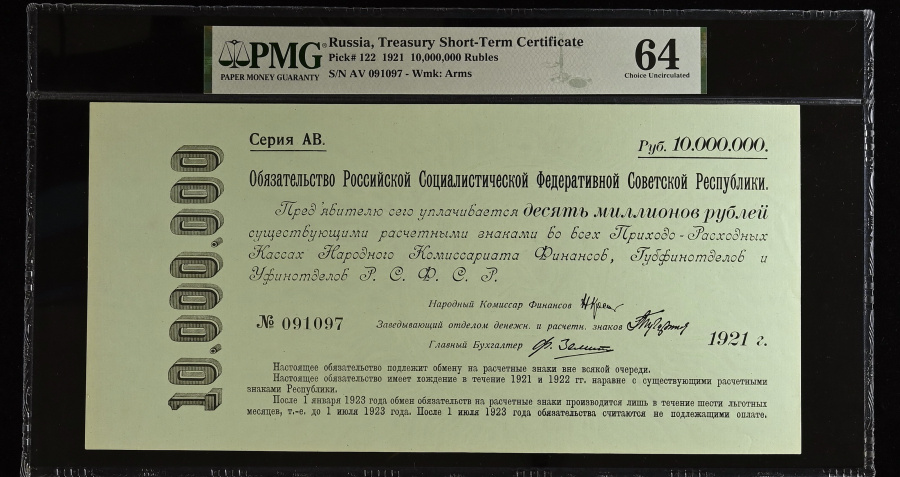 PMG
PAPER MONEY GUARANTY
Russia, Treasury Short-Term Certificate
Pick# 122 1921 10,000,000 Rubles
S/N AV 091097 - Wmk: Arms
64
Choice Uncirculated
Серия АВ.
Руб. 10.000.000.
10.000.000
Обязательство Российской Социалистической Федеративной Советской Республики.
Пред'явителю сего уплачивается десять миллионов рублей
существующими расчетными знаками во всех Приходо-Расходных
Кассах Народного Комиссариата Финансов, Губфинотделов и
Уфинотделов Р. С. Ф. С. Р.
Народный Комиссар Финансов
№ 091097
Заведывающий отделом денежн. и расчетн. знаков
1921 г.
Главный Бухгалтер
Настоящее обязательство подлежит обмену на расчетные знаки вне всякой очереди.
Настоящее обязательство имеет хождение в течение 1921 и 1922 гг. наравне с существующими расчетными
знаками Республики.
После 1 января 1923 года обмен обязательств на расчетные знаки производится лишь в течение шести льготных
месяцев, т.-е. до 1 июля 1923 года. После 1 июля 1923 года обязательства считаются не подлежащими оплате.